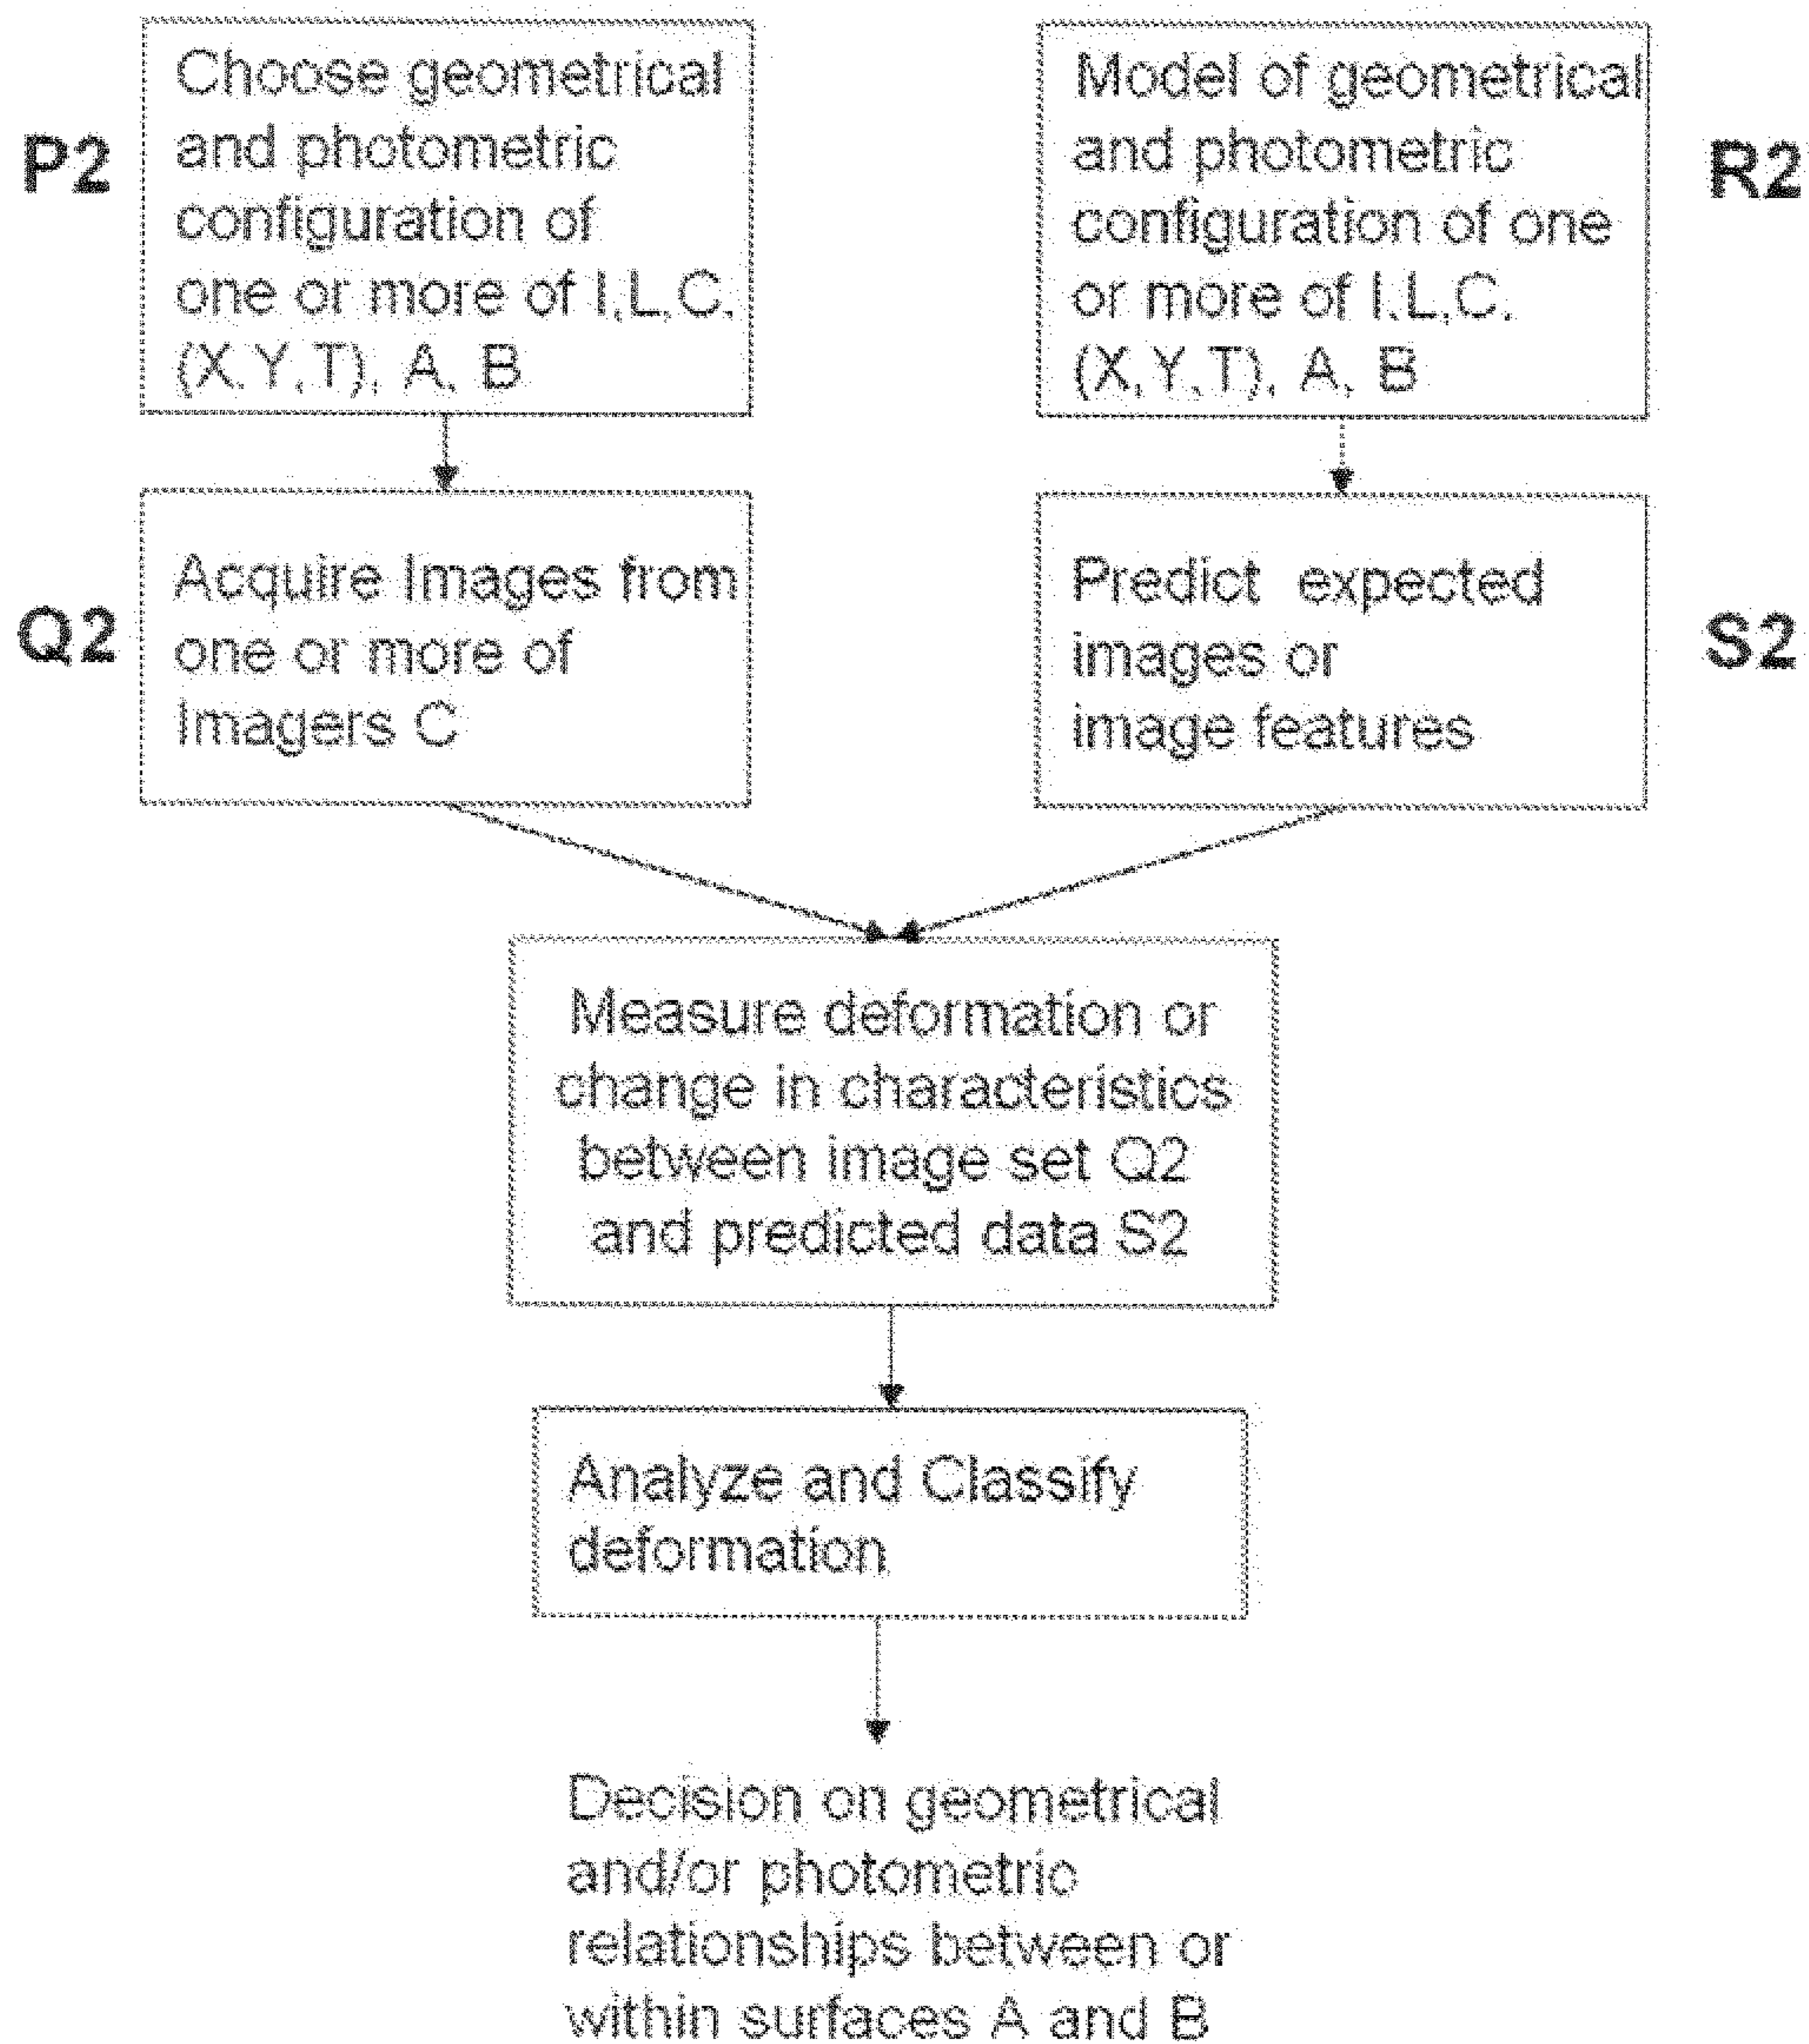 P2
Choose geometrical
and photometric
configuration of
one or more of I,L,C,
(X,Y,T), A, B
R2
Model of geometrical
and photometric
configuration of one
or more of I,L,C,
(X,Y,T), A, B
Q2
Acquire Images from
one or more of
Imagers C
S2
Predict expected
images or
image features
Measure deformation or
change in characteristics
between image set Q2
and predicted data S2
Analyze and Classify
deformation
Decision on geometrical
and/or photometric
relationships between or
within surfaces A and B